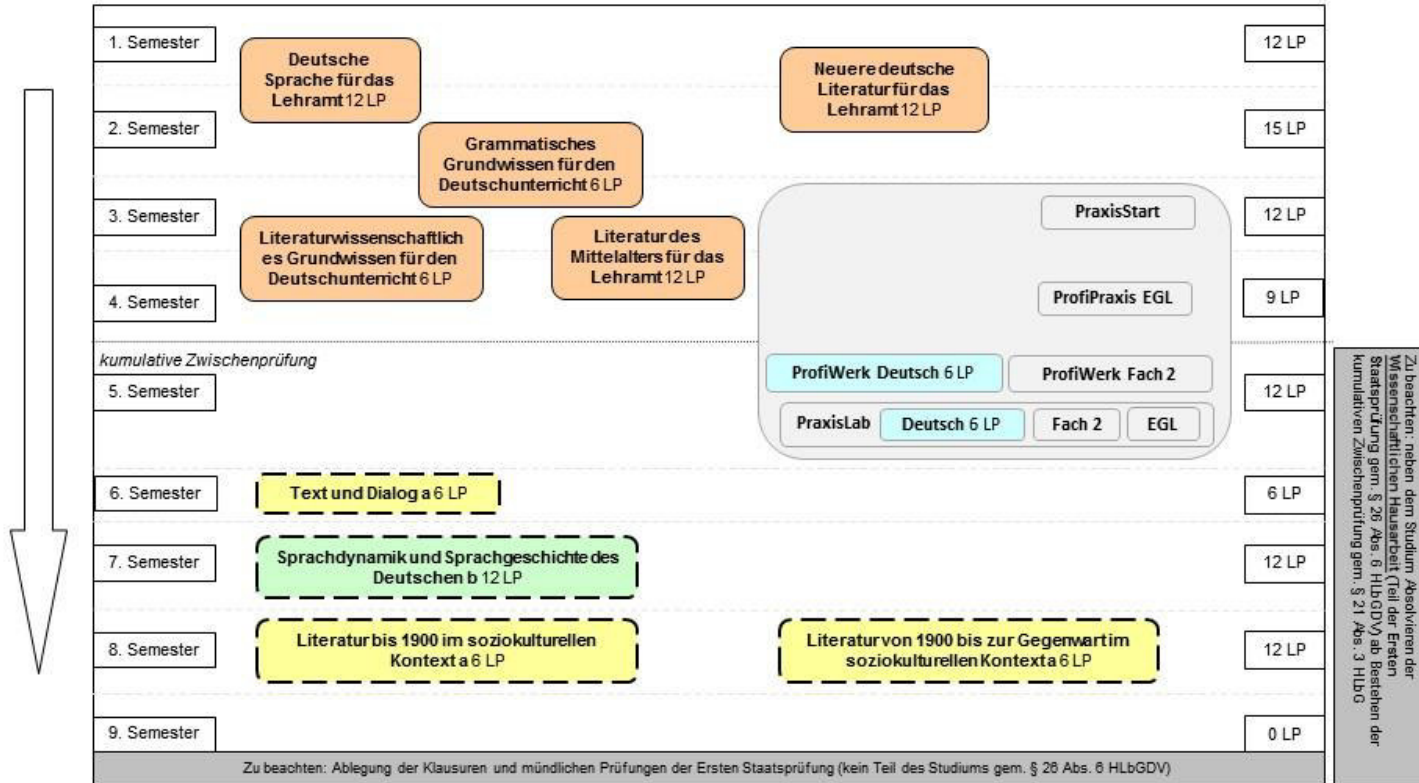 1. Semester
Deutsche
Sprache für das
Lehramt 12 LP
Neuere deutsche
Literatur für das
Lehramt 12 LP
12 LP
2. Semester
15 LP
Grammatisches
Grundwissen für den
Deutschunterricht 6 LP
3. Semester
PraxisStart
12 LP
Literaturwissenschaftlich
es Grundwissen für den
Deutschunterricht 6 LP
Literatur des
Mittelalters für das
Lehramt 12 LP
4. Semester
ProfiPraxis EGL
9 LP
kumulative Zwischenprüfung
5. Semester
ProfiWerk Deutsch 6 LP
ProfiWerk Fach 2
12 LP
PraxisLab
Deutsch 6 LP
Fach 2
EGL
6. Semester
Text und Dialog a 6 LP
6 LP
7. Semester
Sprachdynamik und Sprachgeschichte des
Deutschen b 12 LP
12 LP
8. Semester
Literatur bis 1900 im soziokulturellen
Kontext a 6 LP
Literatur von 1900 bis zur Gegenwart im
soziokulturellen Kontext a 6 LP
12 LP
9. Semester
0 LP
Zu beachten: Ablegung der Klausuren und mündlichen Prüfungen der Ersten Staatsprüfung (kein Teil des Studiums gem. § 26 Abs. 6 HLbGDV)
Zu beachten: neben dem Studium Absolvieren der
Wissenschaftlichen Hausarbeit (Teil der Ersten
Staatsprüfung gem. § 26 Abs. 6 HLbGDV) ab Bestehen der
kumulativen Zwischenprüfung gem. § 21 Abs. 3 HLbG